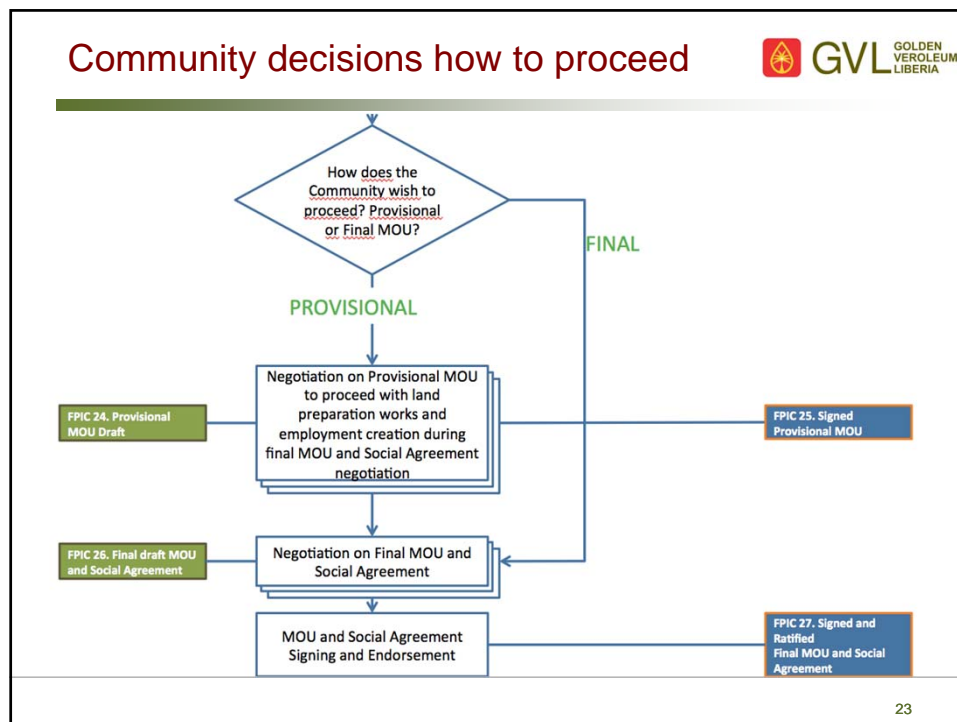 Community decisions how to proceed
GVL GOLDEN
VEROLEUM
LIBERIA
How does the
Community wish to
proceed? Provisional
or Final MOU?
FINAL
PROVISIONAL
Negotiation on Provisional MOU
to proceed with land
preparation works and
employment creation during
final MOU and Social Agreement
negotiation
FPIC 24. Provisional
MOU Draft
FPIC 25. Signed
Provisional MOU
Negotiation on Final MOU and
Social Agreement
FPIC 26. Final draft MOU
and Social Agreement
MOU and Social Agreement
Signing and Endorsement
FPIC 27. Signed and
Ratified
Final MOU and Social
Agreement
23